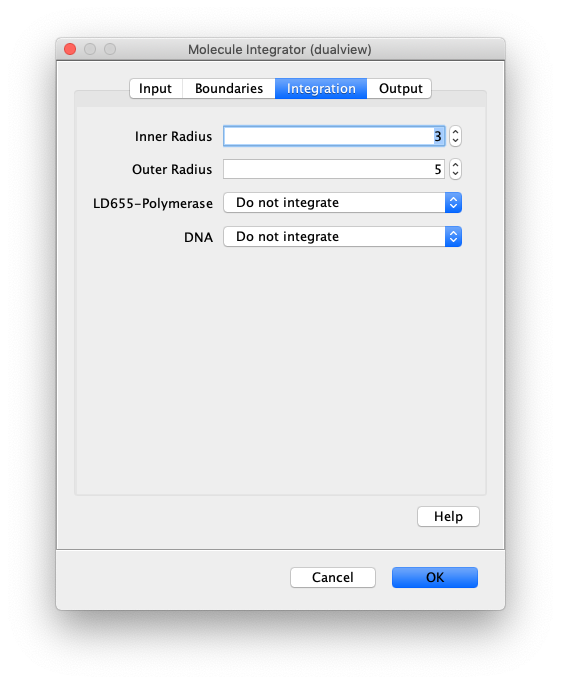 Molecule Integrator (dualview)
Input Boundaries Integration Output
Inner Radius 3
Outer Radius 5
LD655-Polymerase Do not integrate
DNA Do not integrate
Help
Cancel OK